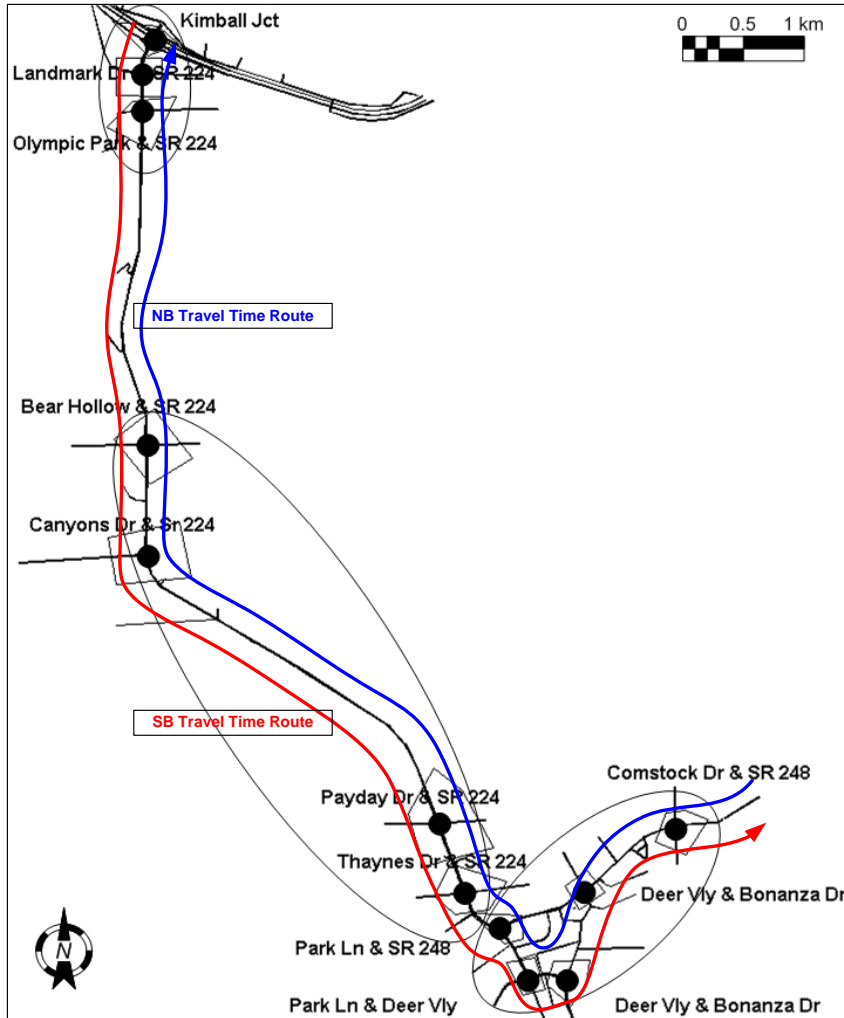 Kimball Jct
0 0.5 1 km
Landmark Dr & SR 224
Olympic Park & SR 224
NB Travel Time Route
Bear Hollow & SR 224
Canyons Dr & Sr 224
SB Travel Time Route
Comstock Dr & SR 248
Payday Dr & SR 224
Thaynes Dr & SR 224
Deer Vly & Bonanza Dr
Park Ln & SR 248
N
Park Ln & Deer Vly
Deer Vly & Bonanza Dr